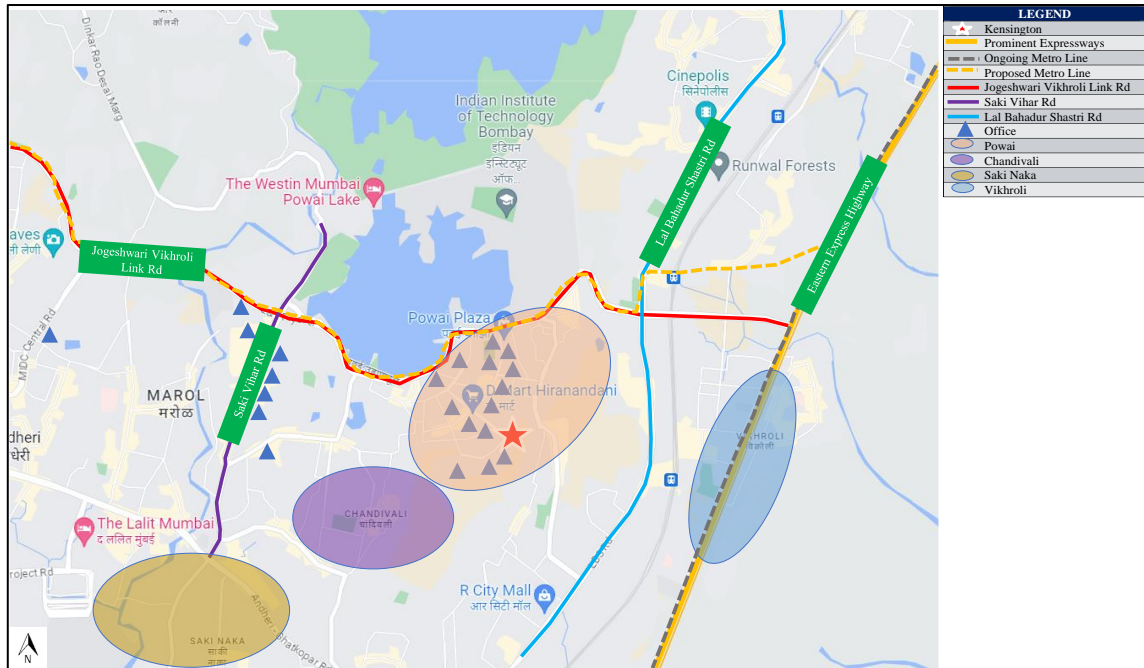 और
कॉलनी
Dinkar Rao Desai Marg
Cinepolis
सिनेपोलीस
Indian Institute
of Technology
Bombay
इंडियन
इन्स्टिट्यूट
ऑफ...
Runwal Forests
The Westin Mumbai
Powai Lake
Lal Bahadur Shastri Rd
Eastern Express Highway
aves
नी लेणी
Jogeshwari Vikhroli
Link Rd
MIDC Central Rd
Powai Plaza
D Mart Hiranandani
मार्ट
Saki Vihar Rd
MAROL
मरोळ
dheri
धेरी
VIKHROLI
विक्रोळी
CHANDIVALI
चांदिवली
The Lalit Mumbai
द ललित मुंबई
LBS Rd
roject Rd
R City Mall
आर सिटी मॉल
Andheri - Ghatkopar Rd
SAKI NAKA
साकी
नाका
N
LEGEND
Kensington
Prominent Expressways
Ongoing Metro Line
Proposed Metro Line
Jogeshwari Vikhroli Link Rd
Saki Vihar Rd
Lal Bahadur Shastri Rd
Office
Powai
Chandivali
Saki Naka
Vikhroli